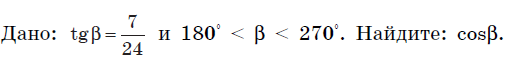 Дано: tgβ = 7/24 и 180° < β < 270°. Найдите: cosβ.